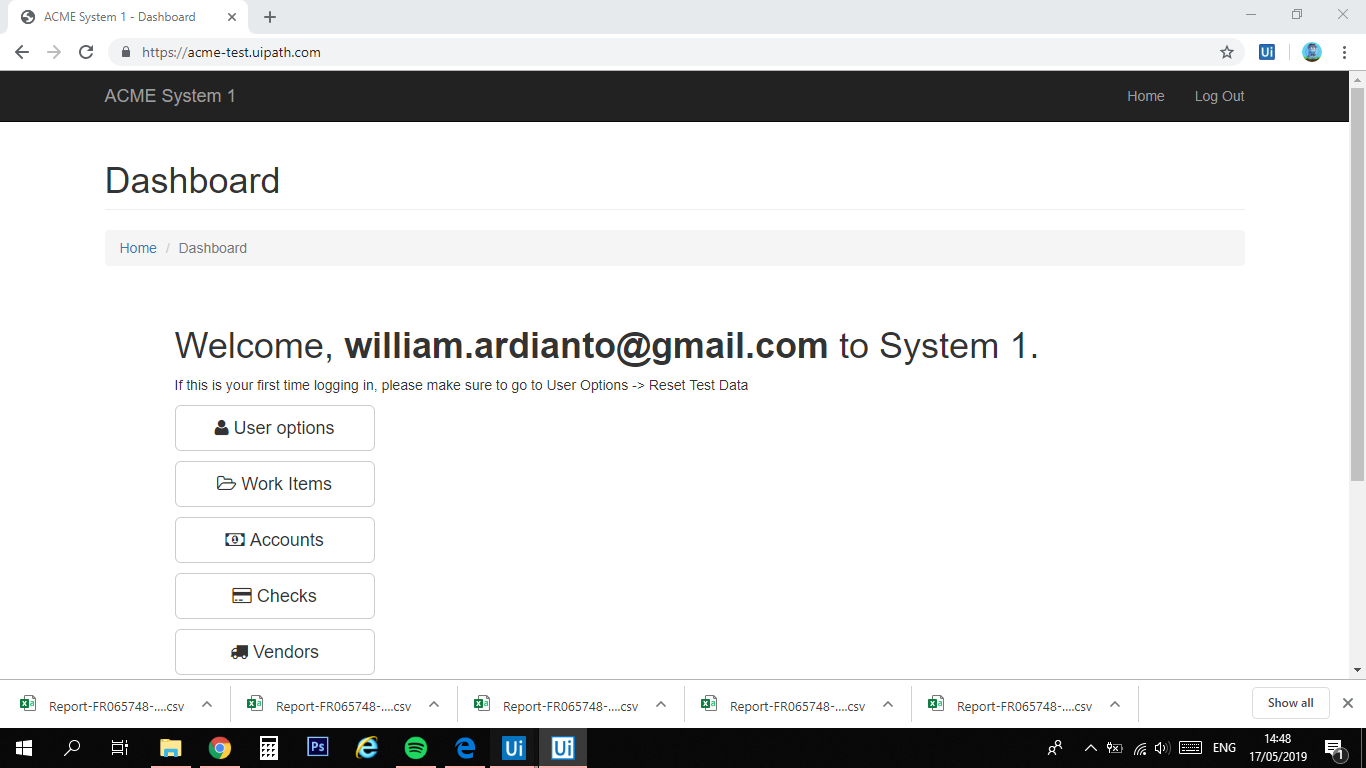 ACME System 1 - Dashboard
https://acme-test.uipath.com
Ui
ACME System 1
Home
Log Out
Dashboard
Home / Dashboard
Welcome, william.ardianto@gmail.com to System 1.
If this is your first time logging in, please make sure to go to User Options -> Reset Test Data
User options
Work Items
Accounts
Checks
Vendors
Report-FR065748-....csv
Report-FR065748-....csv
Report-FR065748-....csv
Report-FR065748-....csv
Report-FR065748-....csv
Show all
Ps
Ui
Ui
ENG
14:48
17/05/2019
1